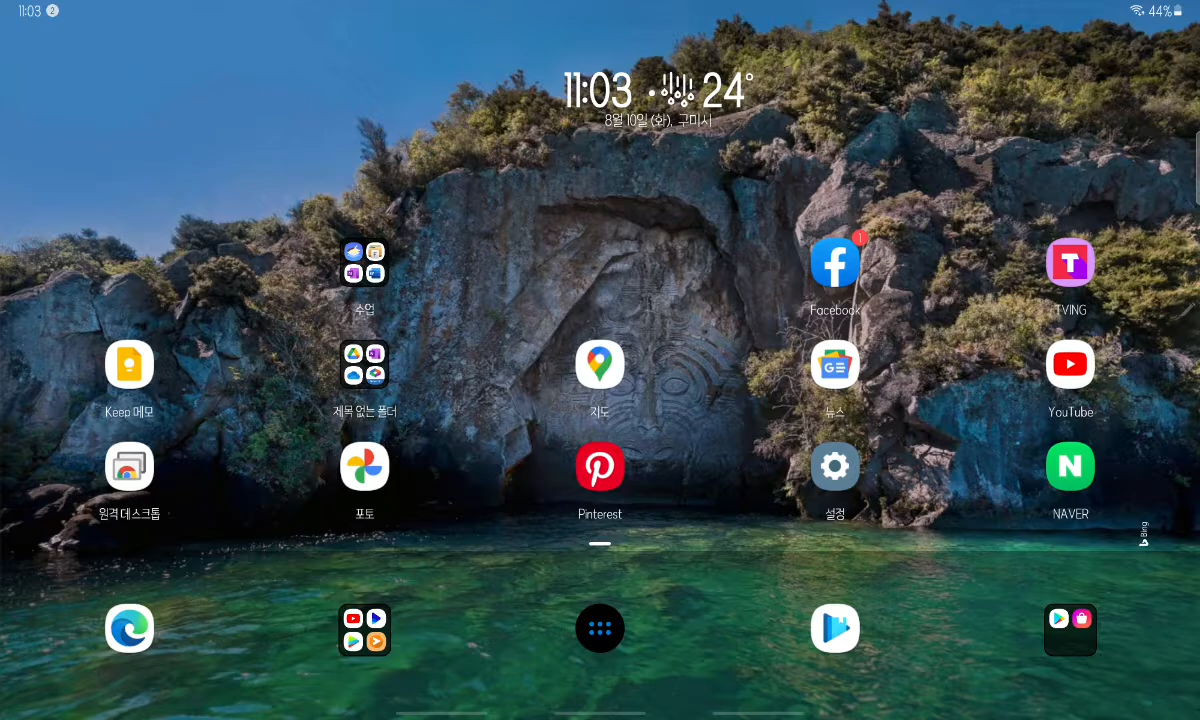 11:03 2
44%
11:03 24°
8월 10일 (화), 구미시
1
수업
Facebook
TVING
Keep 메모
제목 없는 폴더
지도
뉴스
YouTube
원격 데스크톱
포토
Pinterest
설정
NAVER
Bing